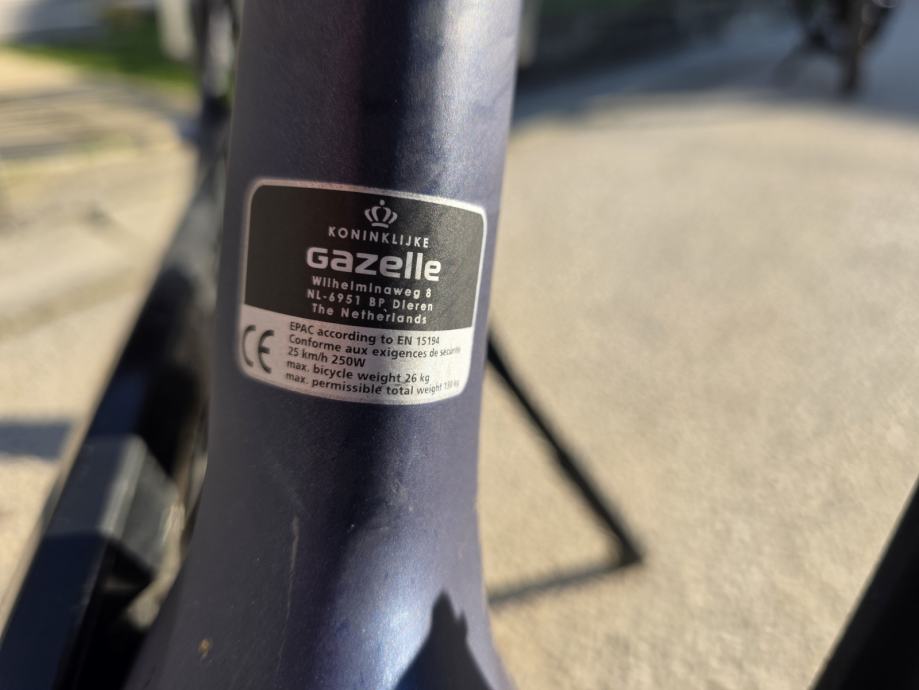 KONINKLIJKE
Gazelle
Wilhelminaweg 8
NL-6951 BP Dieren
The Netherlands
CE
EPAC according to EN 15194
Conforme aux exigences de sécurité
25 km/h 250W
max. bicycle weight 26 kg
max. permissible total weight